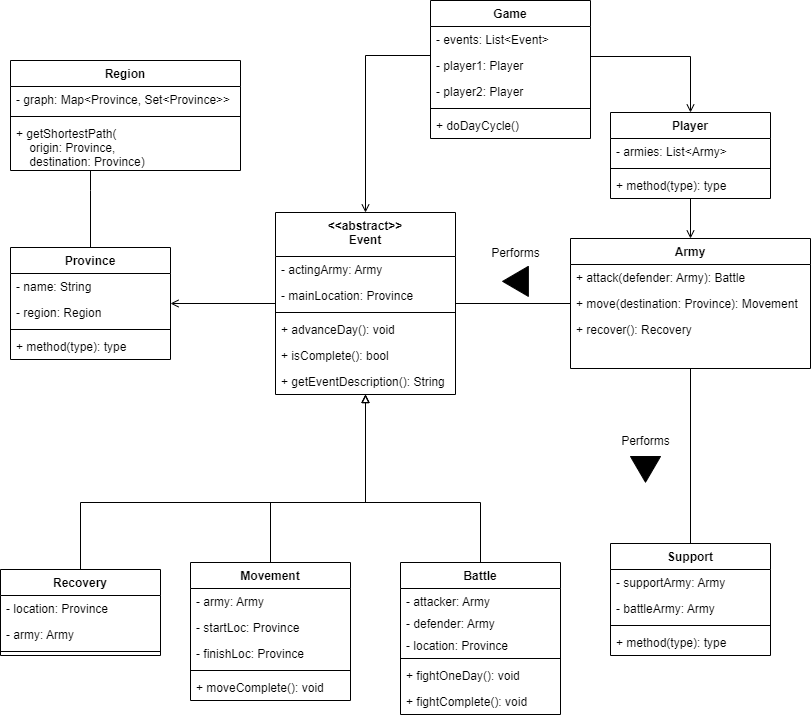 Game
- events: List<Event>
- player1: Player
- player2: Player
+ doDayCycle()
Region
- graph: Map<Province, Set<Province>>
+ getShortestPath(
origin: Province,
destination: Province)
Player
- armies: List<Army>
+ method(type): type
Province
- name: String
- region: Region
+ method(type): type
<<abstract>>
Event
- actingArmy: Army
- mainLocation: Province
+ advanceDay(): void
+ isComplete(): bool
+ getEventDescription(): String
Performs
Army
+ attack(defender: Army): Battle
+ move(destination: Province): Movement
+ recover(): Recovery
Performs
Recovery
- location: Province
- army: Army
Movement
- army: Army
- startLoc: Province
- finishLoc: Province
+ moveComplete(): void
Battle
- attacker: Army
- defender: Army
- location: Province
+ fightOneDay(): void
+ fightComplete(): void
Support
- supportArmy: Army
- battleArmy: Army
+ method(type): type